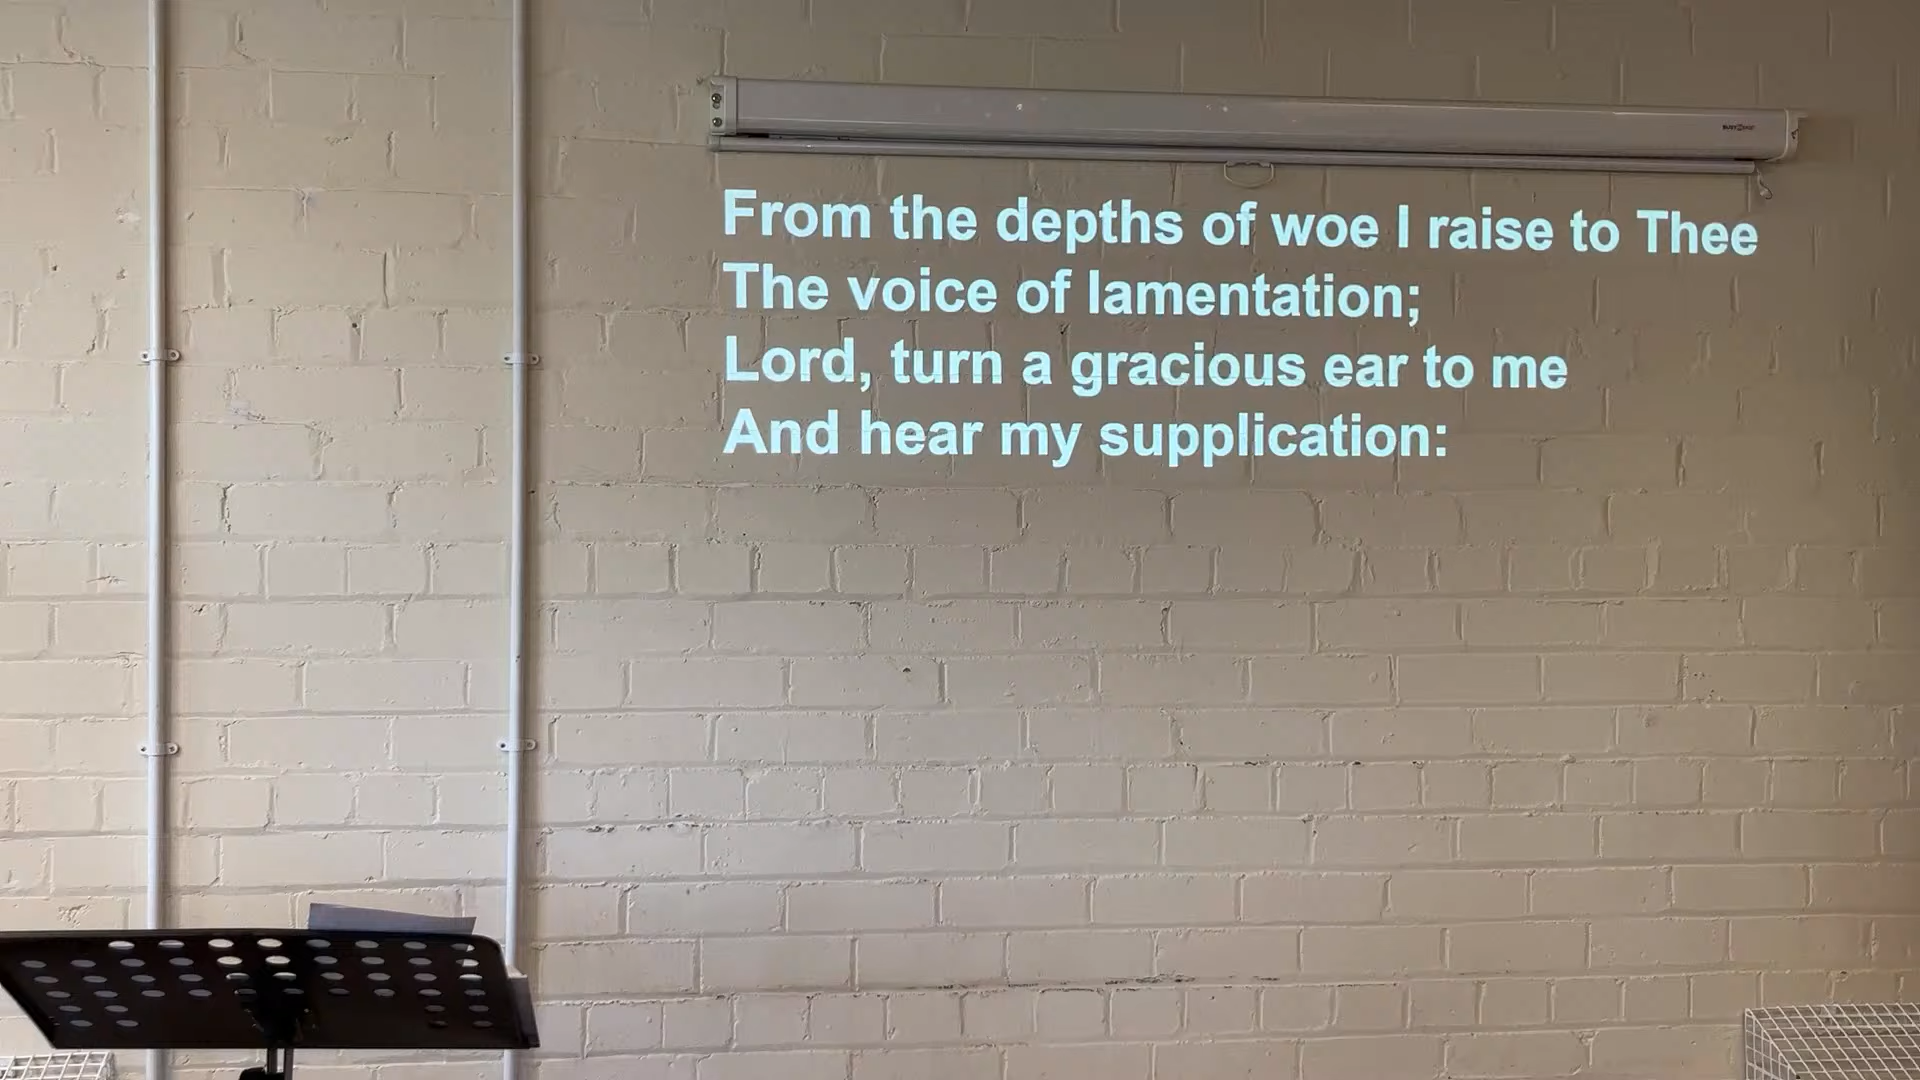 From the depths of woe I raise to Thee
The voice of lamentation;
Lord, turn a gracious ear to me
And hear my supplication: